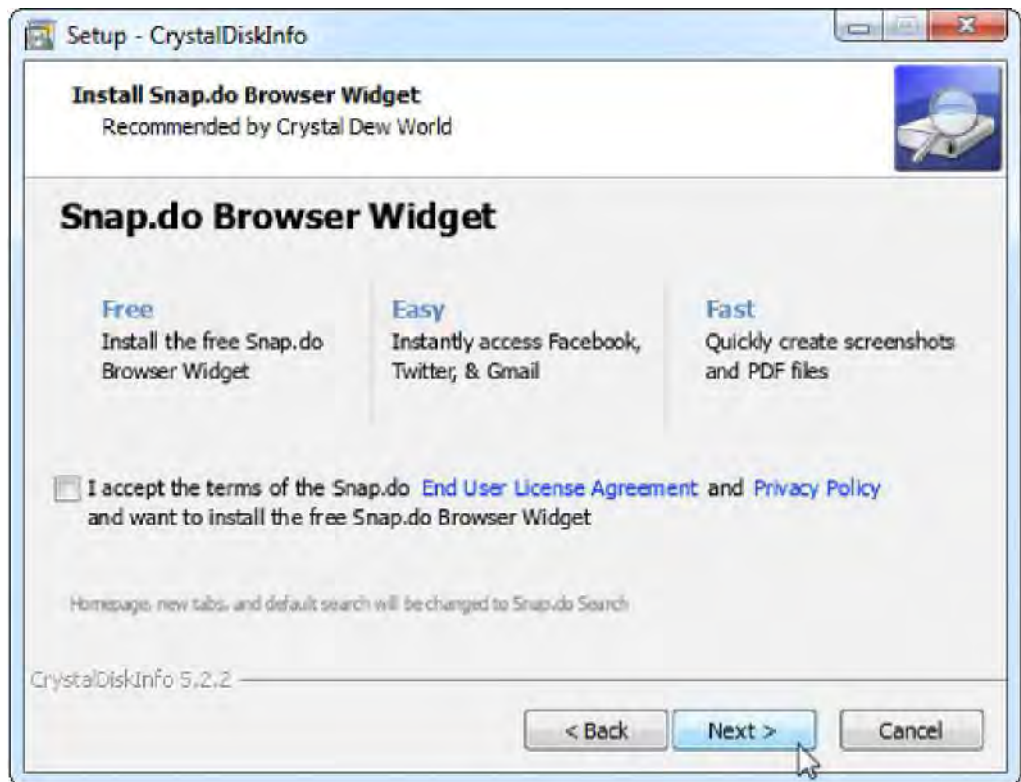 Setup - CrystalDiskInfo
Install Snap.do Browser Widget
Recommended by Crystal Dew World
Snap.do Browser Widget
Free
Install the free Snap.do
Browser Widget
Easy
Instantly access Facebook,
Twitter, & Gmail
Fast
Quickly create screenshots
and PDF files
I accept the terms of the Snap.do End User License Agreement and Privacy Policy
and want to install the free Snap.do Browser Widget
Homepage, new tabs, and default search will be changed to Snap.do Search
CrystalDiskInfo 5.2.2
< Back
Next >
Cancel